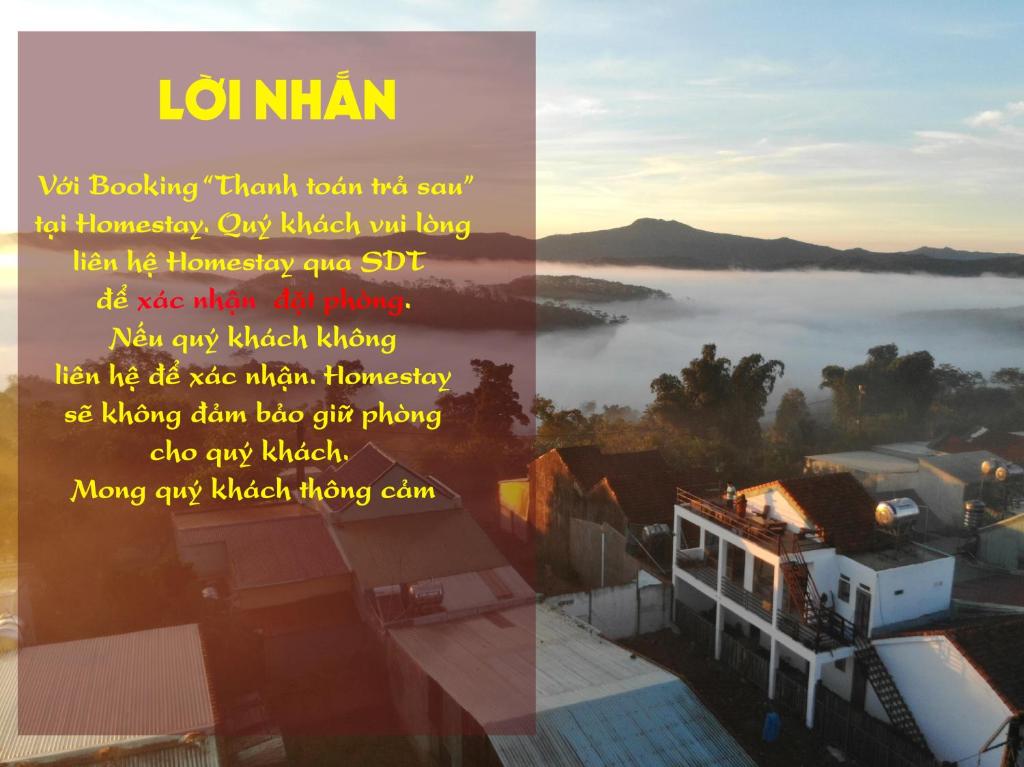 LỜI NHẮN
Với Booking "Thanh toán trả sau"
tại Homestay. Quý khách vui lòng
liên hệ Homestay qua SDT
để xác nhận đặt phòng.
Nếu quý khách không
liên hệ để xác nhận. Homestay
sẽ không đảm bảo giữ phòng
cho quý khách.
Mong quý khách thông cảm